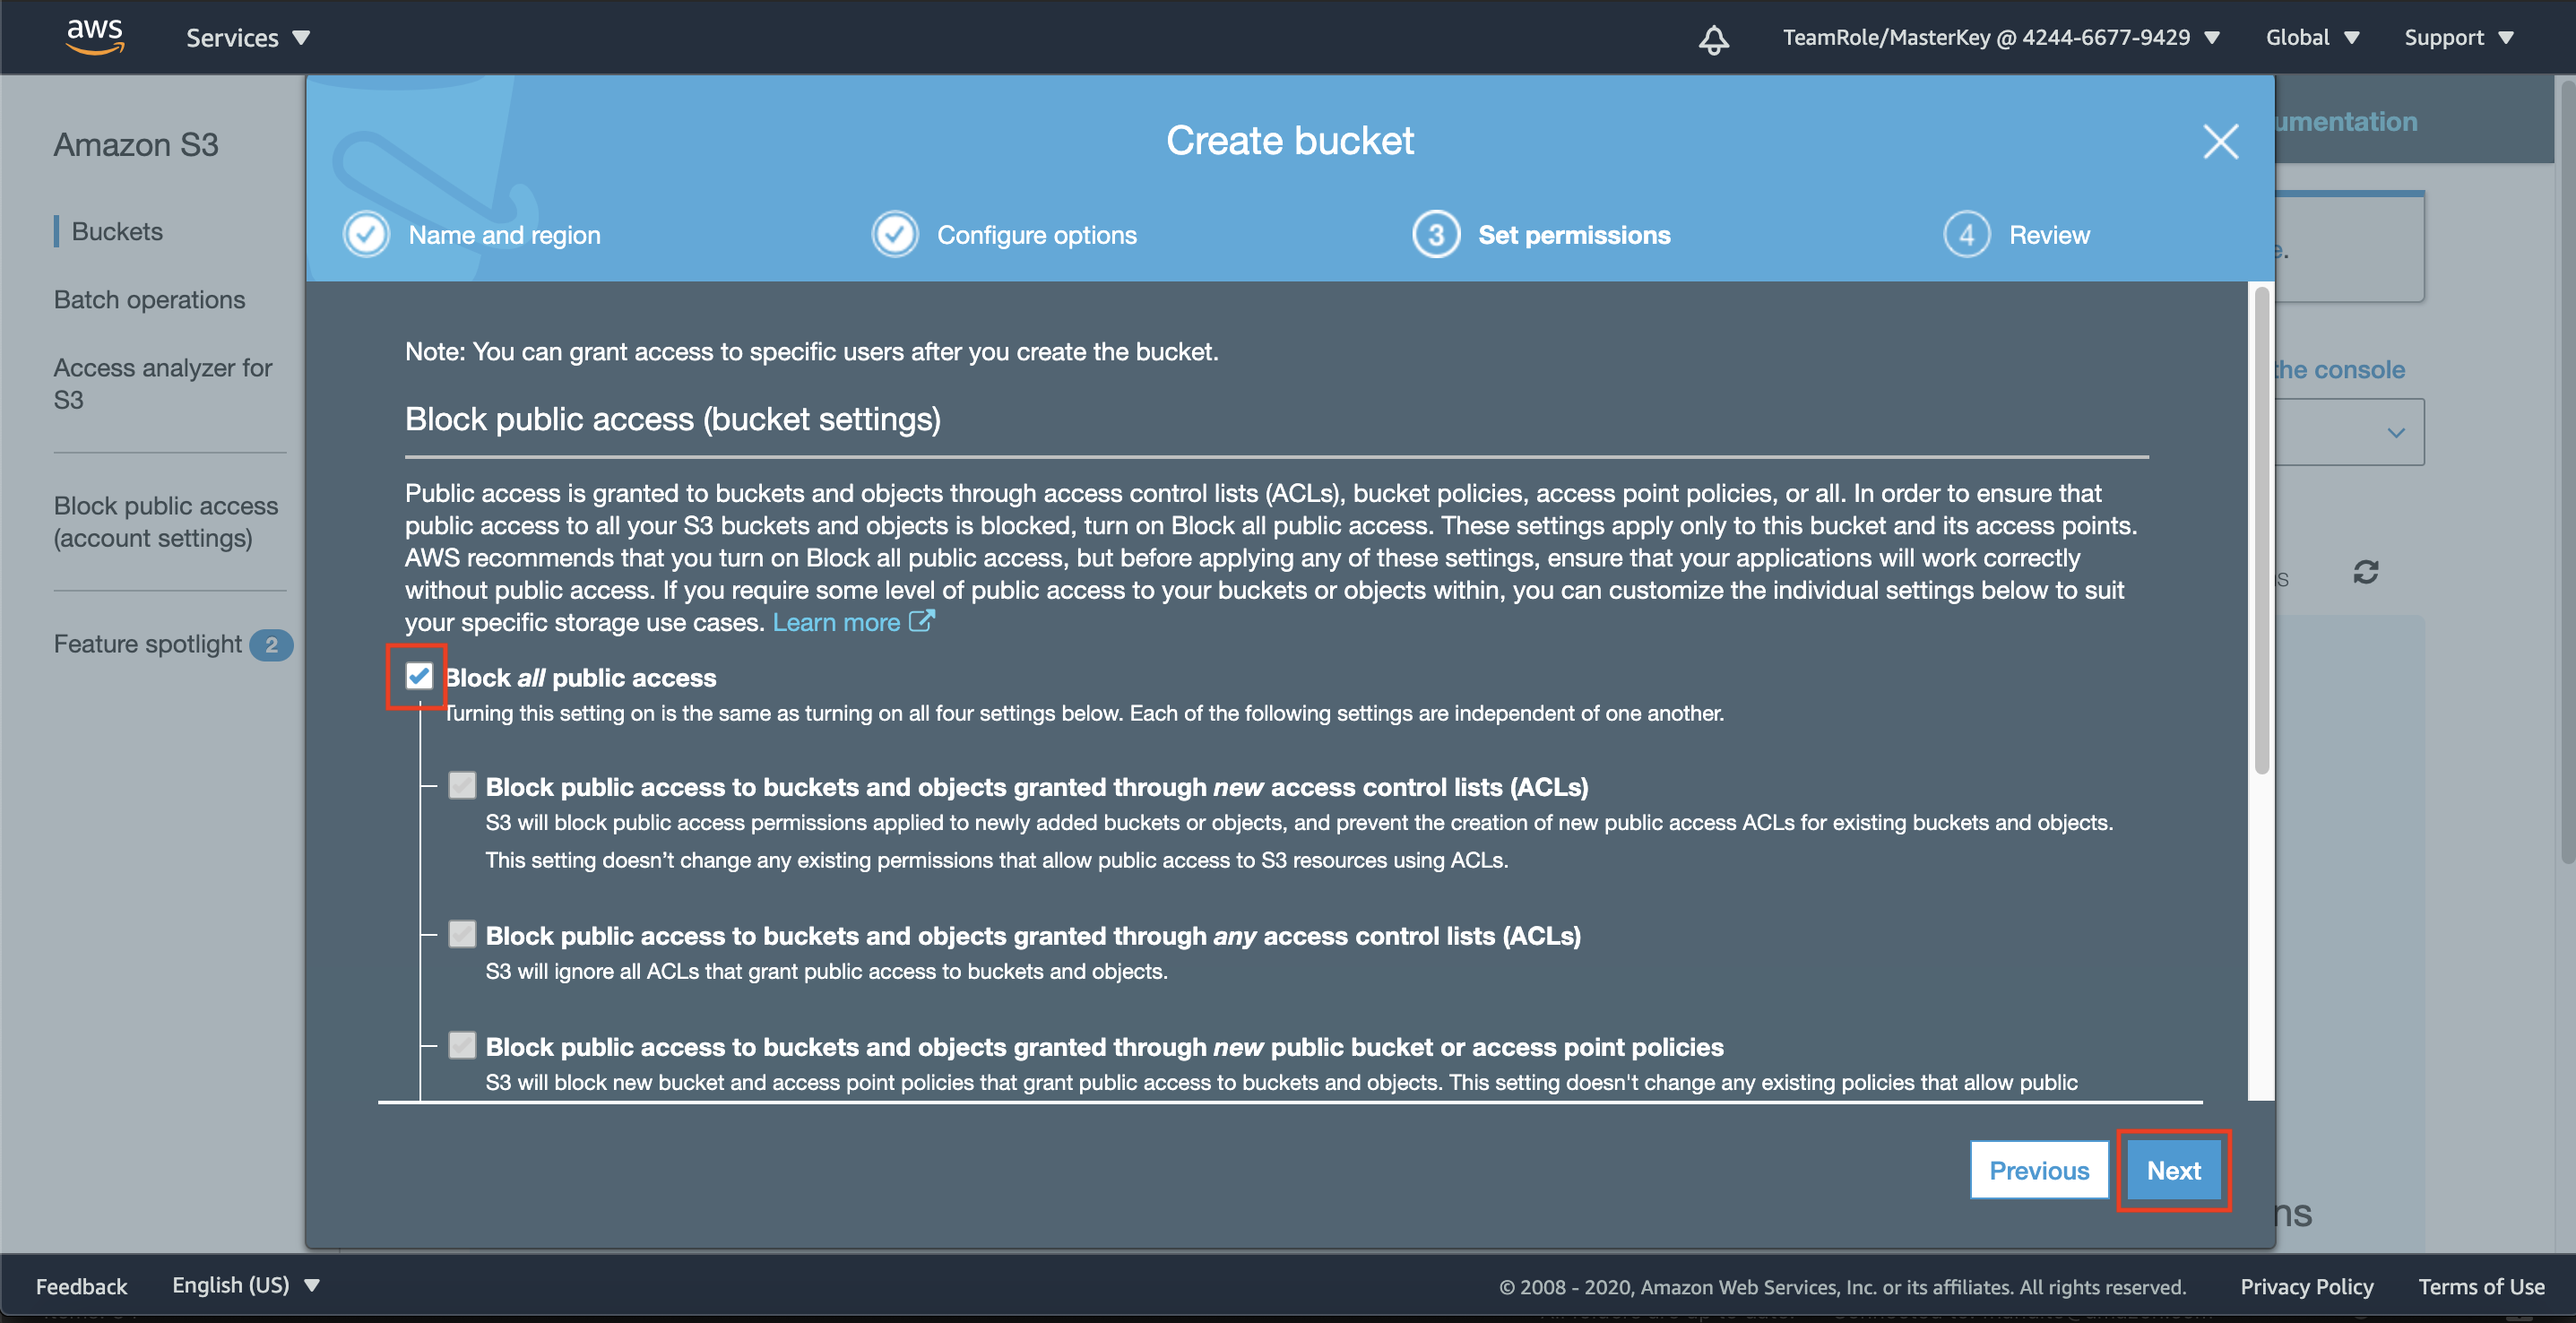 aws
Services
TeamRole/MasterKey @ 4244-6677-9429
Global
Support
Amazon S3
Buckets
Batch operations
Access analyzer for
S3
Block public access
(account settings)
Feature spotlight 2
Create bucket
Name and region
Configure options
3 Set permissions
4 Review
Note: You can grant access to specific users after you create the bucket.
Block public access (bucket settings)
Public access is granted to buckets and objects through access control lists (ACLs), bucket policies, access point policies, or all. In order to ensure that
public access to all your S3 buckets and objects is blocked, turn on Block all public access. These settings apply only to this bucket and its access points.
AWS recommends that you turn on Block all public access, but before applying any of these settings, ensure that your applications will work correctly
without public access. If you require some level of public access to your buckets or objects within, you can customize the individual settings below to suit
your specific storage use cases. Learn more
Block all public access
Turning this setting on is the same as turning on all four settings below. Each of the following settings are independent of one another.
Block public access to buckets and objects granted through new access control lists (ACLs)
S3 will block public access permissions applied to newly added buckets or objects, and prevent the creation of new public access ACLs for existing buckets and objects.
This setting doesn’t change any existing permissions that allow public access to S3 resources using ACLs.
Block public access to buckets and objects granted through any access control lists (ACLs)
S3 will ignore all ACLs that grant public access to buckets and objects.
Block public access to buckets and objects granted through new public bucket or access point policies
S3 will block new bucket and access point policies that grant public access to buckets and objects. This setting doesn't change any existing policies that allow public
Previous
Next
umentation
e.
the console
s
ns
Feedback
English (US)
© 2008 - 2020, Amazon Web Services, Inc. or its affiliates. All rights reserved.
Privacy Policy
Terms of Use